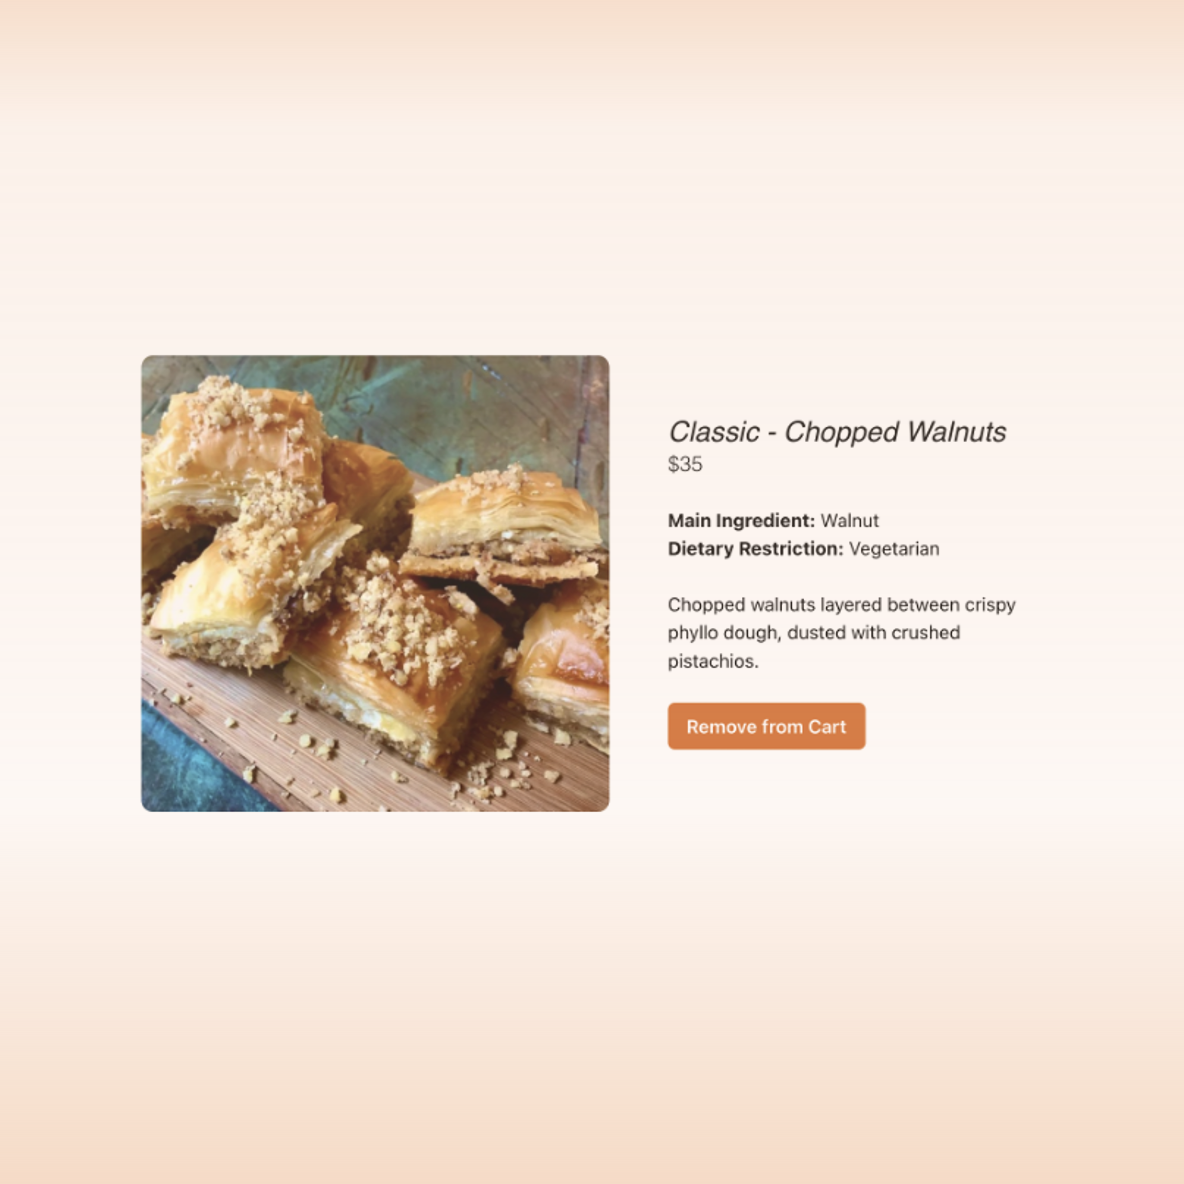 Classic - Chopped Walnuts
$35
Main Ingredient: Walnut
Dietary Restriction: Vegetarian
Chopped walnuts layered between crispy
phyllo dough, dusted with crushed
pistachios.
Remove from Cart